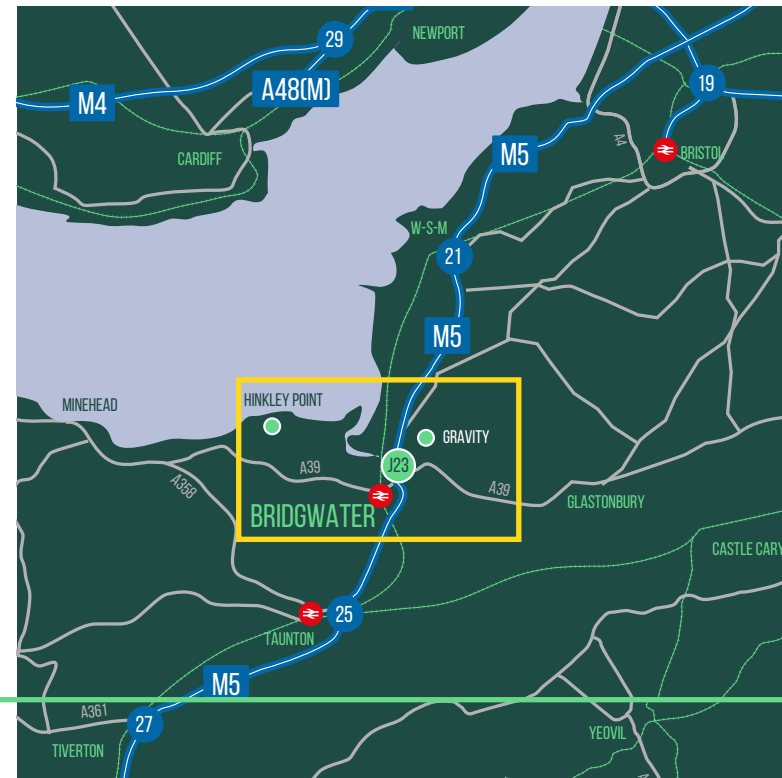 NEWPORT
29
M4
A48(M)
19
CARDIFF
M5
A4
BRISTOL
W-S-M
21
M5
MINEHEAD
HINKLEY POINT
GRAVITY
J23
A39
A358
A39
GLASTONBURY
BRIDGWATER
CASTLE CARY
25
TAUNTON
M5
A361
27
YEOVIL
TIVERTON